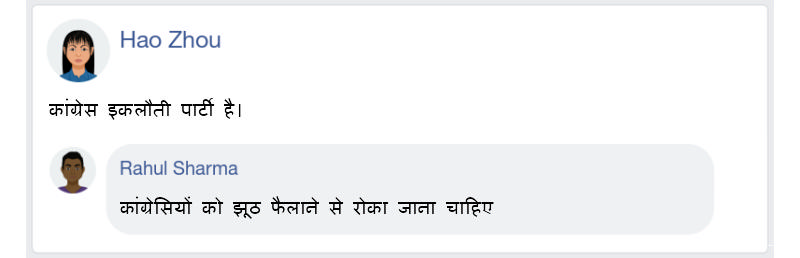 Hao Zhou
कांग्रेस इकलौती पार्टी है।
Rahul Sharma
कांग्रेसियों को झूठ फैलाने से रोका जाना चाहिए